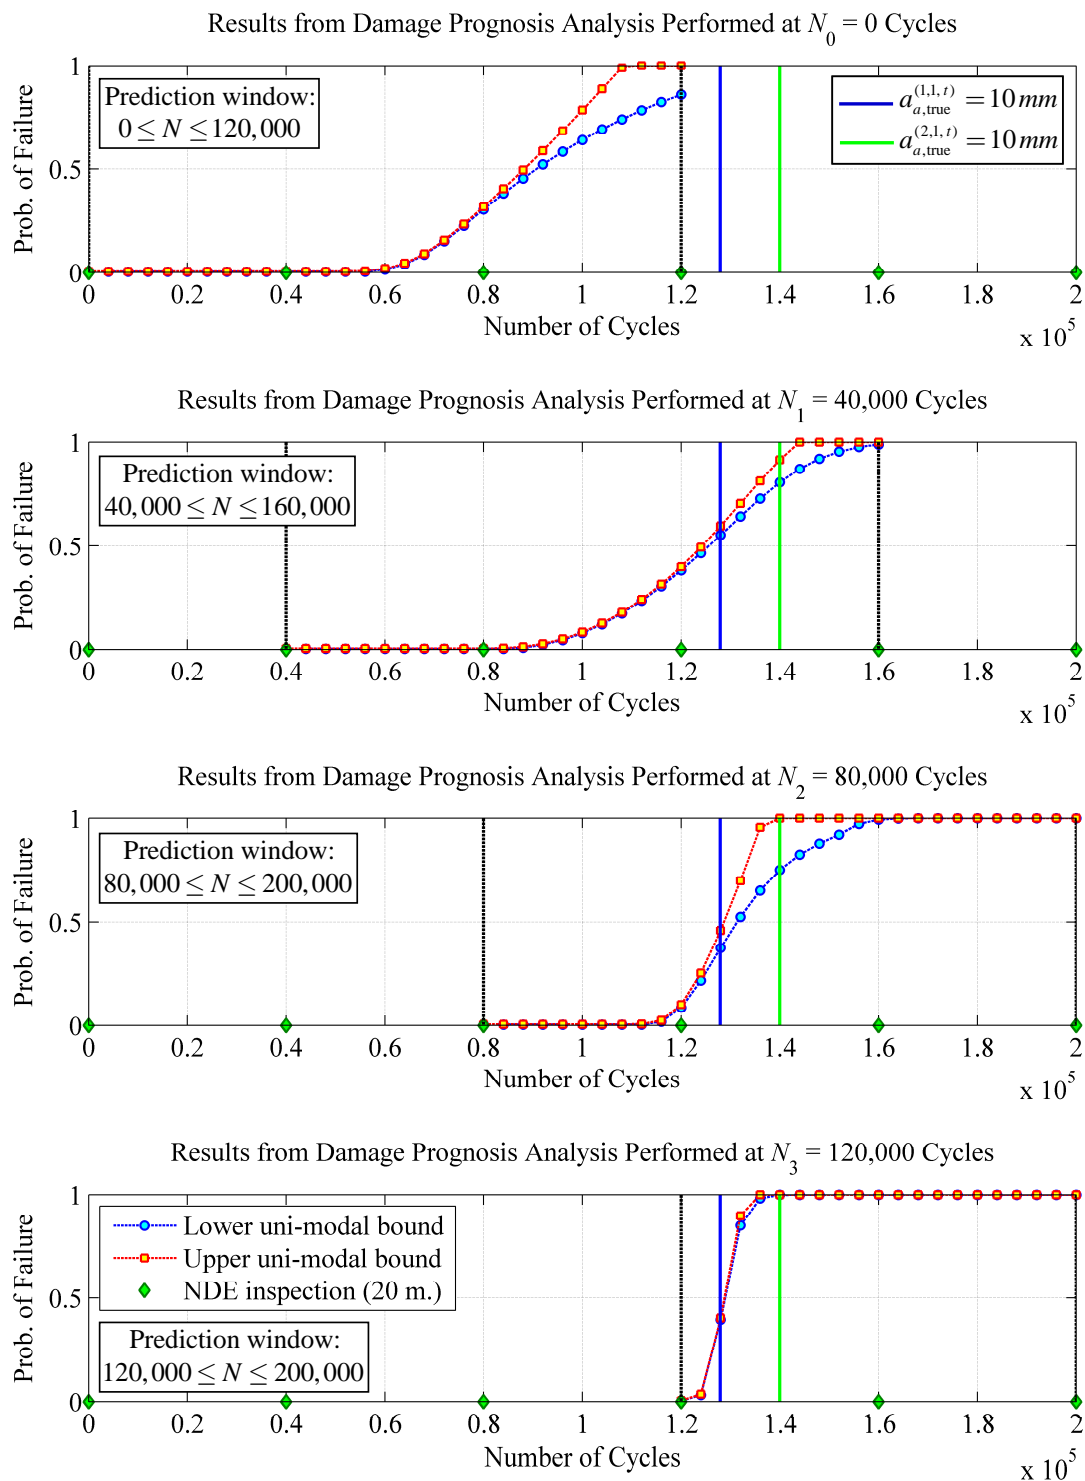 Results from Damage Prognosis Analysis Performed at N0 = 0 Cycles
Prediction window:
0 ≤ N ≤ 120,000
a_{a,true}^{(1,1,t)} = 10 mm
a_{a,true}^{(2,1,t)} = 10 mm
Prob. of Failure
1
0.5
0
0 0.2 0.4 0.6 0.8 1 1.2 1.4 1.6 1.8 2
Number of Cycles
x 10^5
Results from Damage Prognosis Analysis Performed at N1 = 40,000 Cycles
Prediction window:
40,000 ≤ N ≤ 160,000
Prob. of Failure
1
0.5
0
0 0.2 0.4 0.6 0.8 1 1.2 1.4 1.6 1.8 2
Number of Cycles
x 10^5
Results from Damage Prognosis Analysis Performed at N2 = 80,000 Cycles
Prediction window:
80,000 ≤ N ≤ 200,000
Prob. of Failure
1
0.5
0
0 0.2 0.4 0.6 0.8 1 1.2 1.4 1.6 1.8 2
Number of Cycles
x 10^5
Results from Damage Prognosis Analysis Performed at N3 = 120,000 Cycles
Lower uni-modal bound
Upper uni-modal bound
NDE inspection (20 m.)
Prediction window:
120,000 ≤ N ≤ 200,000
Prob. of Failure
1
0.5
0
0 0.2 0.4 0.6 0.8 1 1.2 1.4 1.6 1.8 2
Number of Cycles
x 10^5